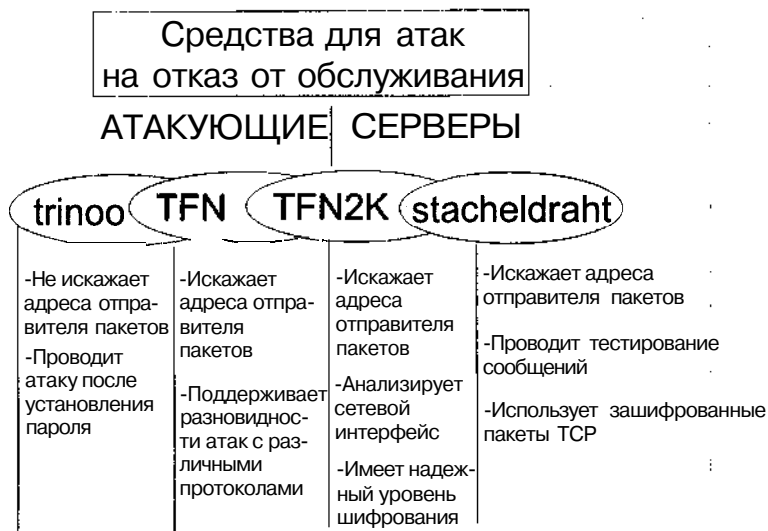 Средства для атак
на отказ от обслуживания
АТАКУЮЩИЕ СЕРВЕРЫ
trinoo TFN TFN2K stacheldraht
-Не искажает
адреса отпра-
вителя пакетов
-Проводит
атаку после
установления
пароля
-Искажает
адреса отпра-
вителя
пакетов
-Поддерживает
разновиднос-
ти атак с раз-
личными
протоколами
-Искажает
адреса
отправителя
пакетов
-Анализирует
сетевой
интерфейс
-Имеет надеж-
ный уровень
шифрования
-Искажает адреса
отправителя пакетов
-Проводит тестирование
сообщений
-Использует зашифрованные
пакеты TCP